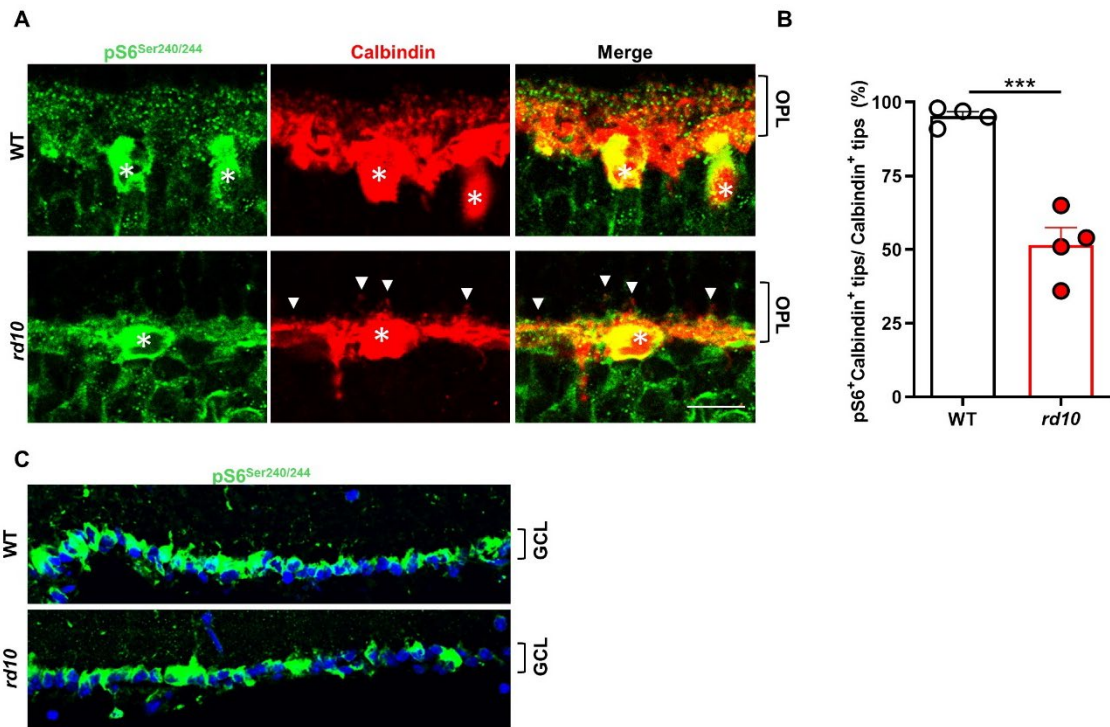 A
pS6Ser240/244
Calbindin
Merge
WT
*
*
*
*
*
*
OPL
rd10
*
*
*
OPL
B
pS6+Calbindin+ tips/ Calbindin+ tips (%)
100
75
50
25
0
***
WT
rd10
C
pS6Ser240/244
WT
GCL
rd10
GCL